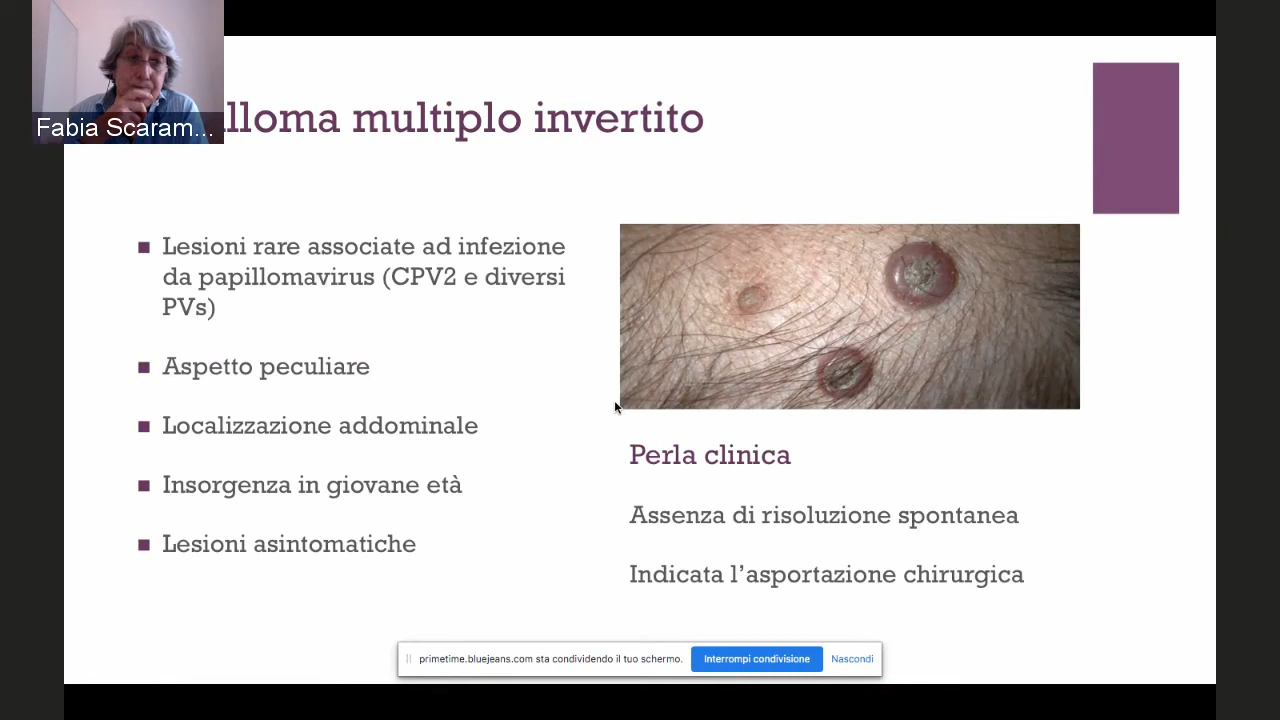 Fabia Scaram...
lloma multiplo invertito
Lesioni rare associate ad infezione
da papillomavirus (CPV2 e diversi
PVs)
Aspetto peculiare
Localizzazione addominale
Insorgenza in giovane età
Lesioni asintomatiche
Perla clinica
Assenza di risoluzione spontanea
Indicata l'asportazione chirurgica
primetime.bluejeans.com sta condividendo il tuo schermo.
Interrompi condivisione
Nascondi